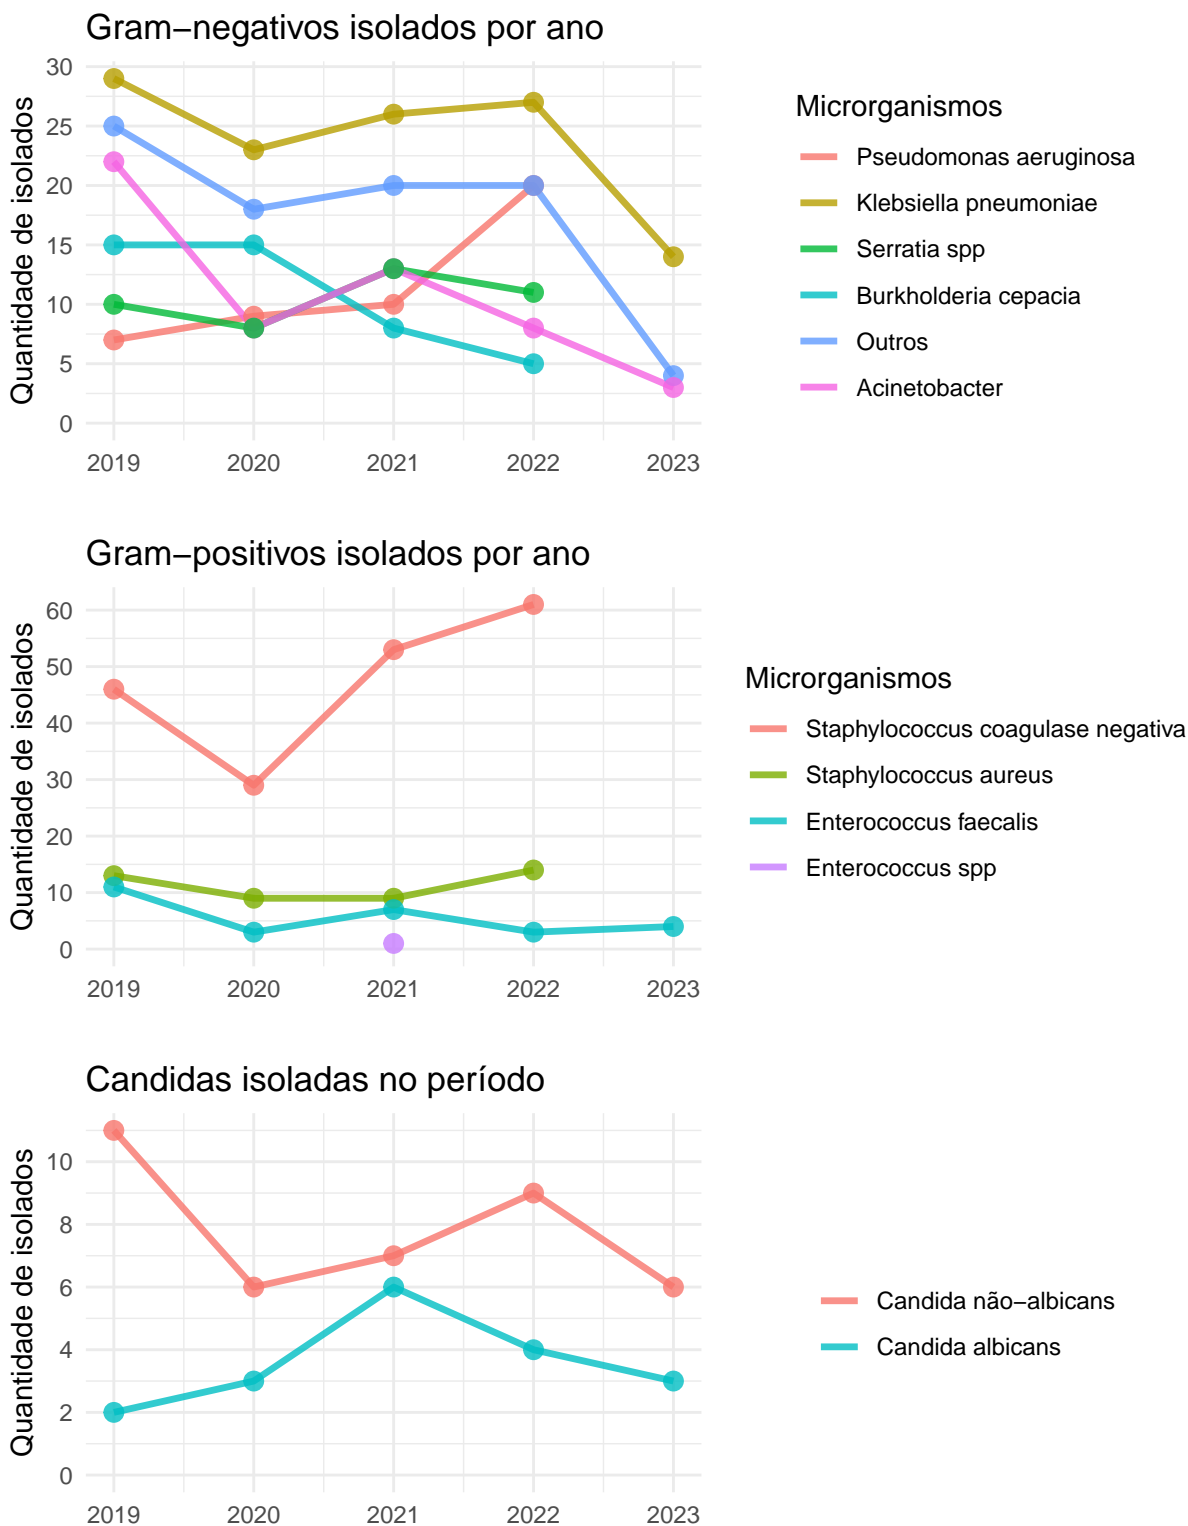 Gram−negativos isolados por ano
Quantidade de isolados
30
25
20
15
10
5
0
2019 2020 2021 2022 2023
Microrganismos
Pseudomonas aeruginosa
Klebsiella pneumoniae
Serratia spp
Burkholderia cepacia
Outros
Acinetobacter
Gram−positivos isolados por ano
Quantidade de isolados
60
50
40
30
20
10
0
2019 2020 2021 2022 2023
Microrganismos
Staphylococcus coagulase negativa
Staphylococcus aureus
Enterococcus faecalis
Enterococcus spp
Candidas isoladas no período
Quantidade de isolados
10
8
6
4
2
0
2019 2020 2021 2022 2023
Candida não−albicans
Candida albicans